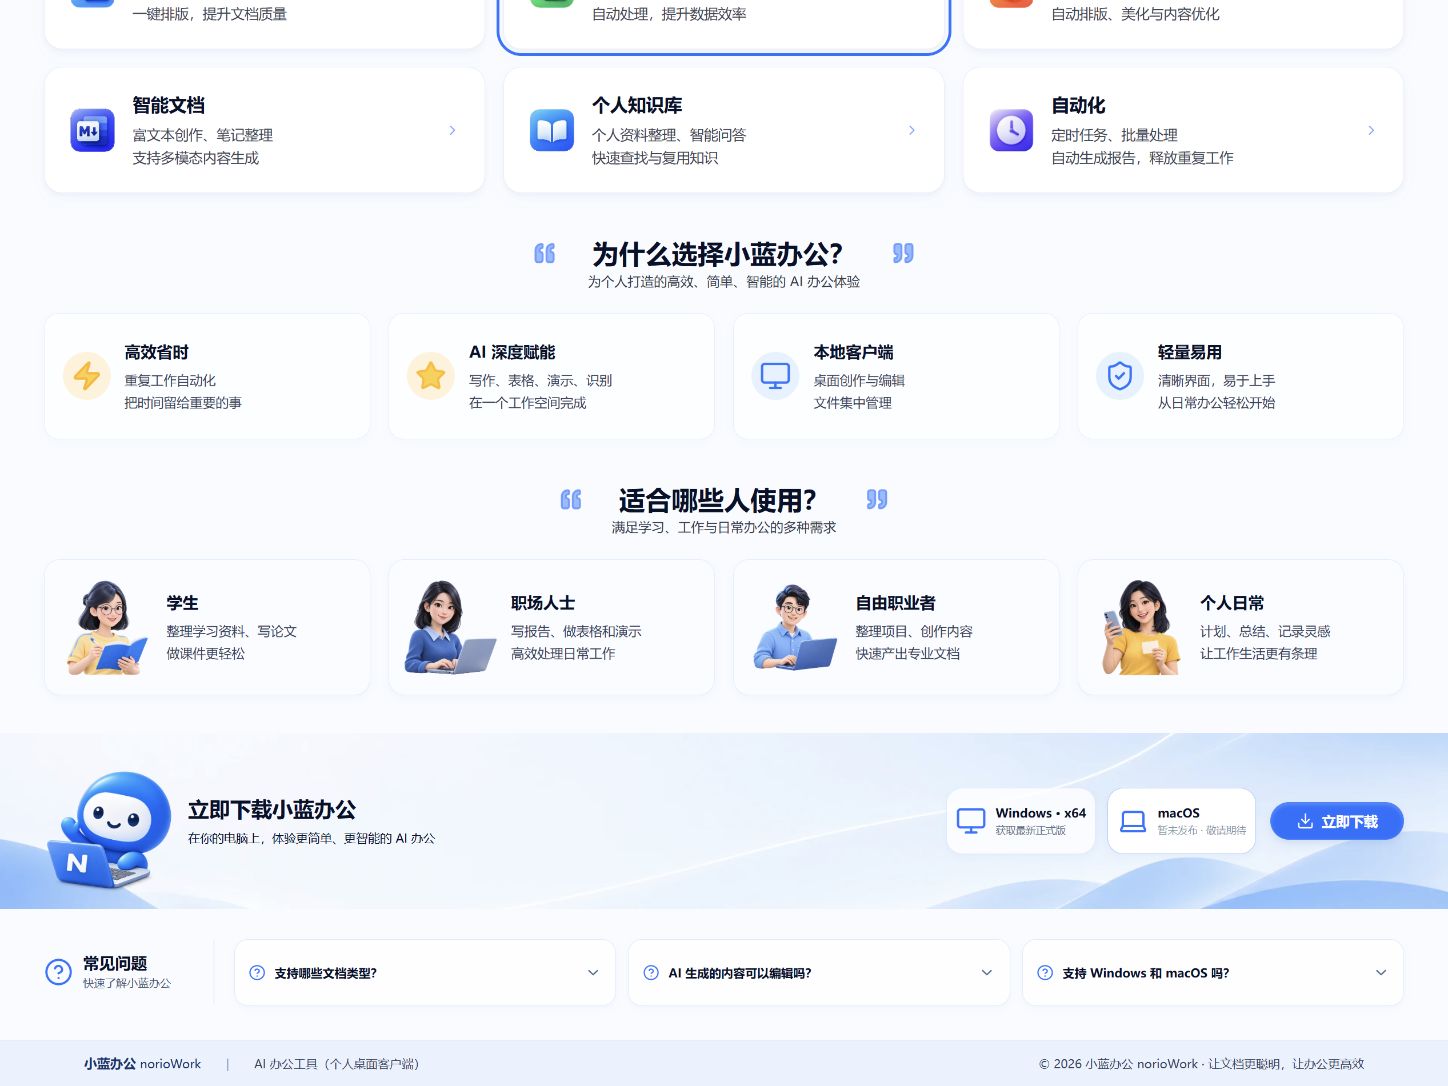 一键排版，提升文档质量
自动处理，提升数据效率
自动排版、美化与内容优化
智能文档
富文本创作、笔记整理
支持多模态内容生成
个人知识库
个人资料整理、智能问答
快速查找与复用知识
自动化
定时任务、批量处理
自动生成报告，释放重复工作
M↓
为什么选择小蓝办公？
为个人打造的高效、简单、智能的 AI 办公体验
高效省时
重复工作自动化
把时间留给重要的事
AI 深度赋能
写作、表格、演示、识别
在一个工作空间完成
本地客户端
桌面创作与编辑
文件集中管理
轻量易用
清晰界面，易于上手
从日常办公轻松开始
适合哪些人使用？
满足学习、工作与日常办公的多种需求
学生
整理学习资料、写论文
做课件更轻松
职场人士
写报告、做表格和演示
高效处理日常工作
自由职业者
整理项目、创作内容
快速产出专业文档
个人日常
计划、总结、记录灵感
让工作生活更有条理
N
立即下载小蓝办公
在你的电脑上，体验更简单、更智能的 AI 办公
Windows • x64
获取最新正式版
macOS
暂未发布 · 敬请期待
立即下载
常见问题
快速了解小蓝办公
支持哪些文档类型？
AI 生成的内容可以编辑吗？
支持 Windows 和 macOS 吗？
小蓝办公 norioWork | AI 办公工具（个人桌面客户端）
© 2026 小蓝办公 norioWork · 让文档更聪明，让办公更高效